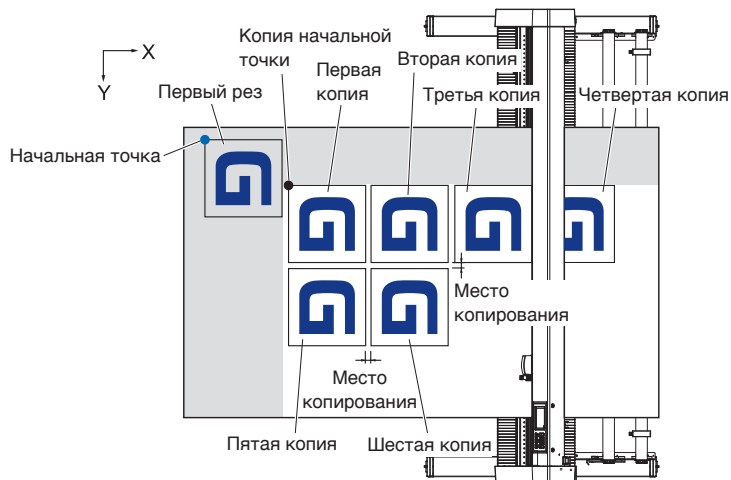 Копия начальной
точки
Вторая копия
X
Первая
копия
Y
Первый рез
Третья копия
Четвертая копия
Начальная точка
Место
копирования
Место
копирования
Пятая копия
Шестая копия